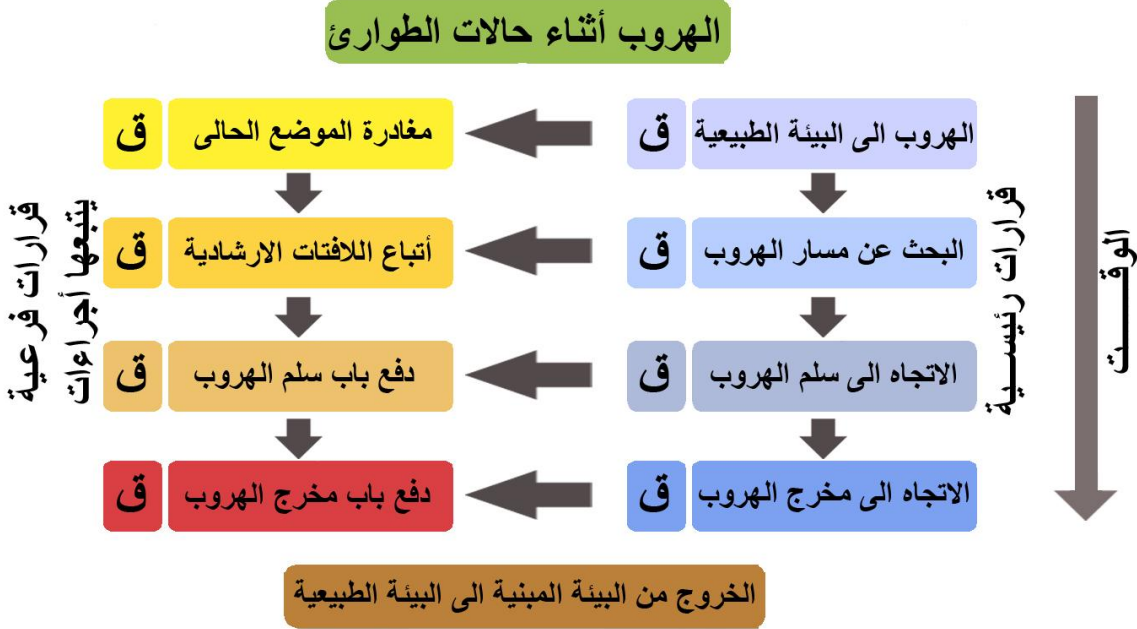 الهروب أثناء حالات الطوارئ
الهروب الى البيئة الطبيعية
ق
مغادرة الموضع الحالى
ق
البحث عن مسار الهروب
ق
أتباع اللافتات الارشادية
ق
الاتجاه الى سلم الهروب
ق
دفع باب سلم الهروب
ق
الاتجاه الى مخرج الهروب
ق
دفع باب مخرج الهروب
ق
الوقــــــت
قرارات رئيســية
قرارات فرعية
يتبعها أجراءات
الخروج من البيئة المبنية الى البيئة الطبيعية